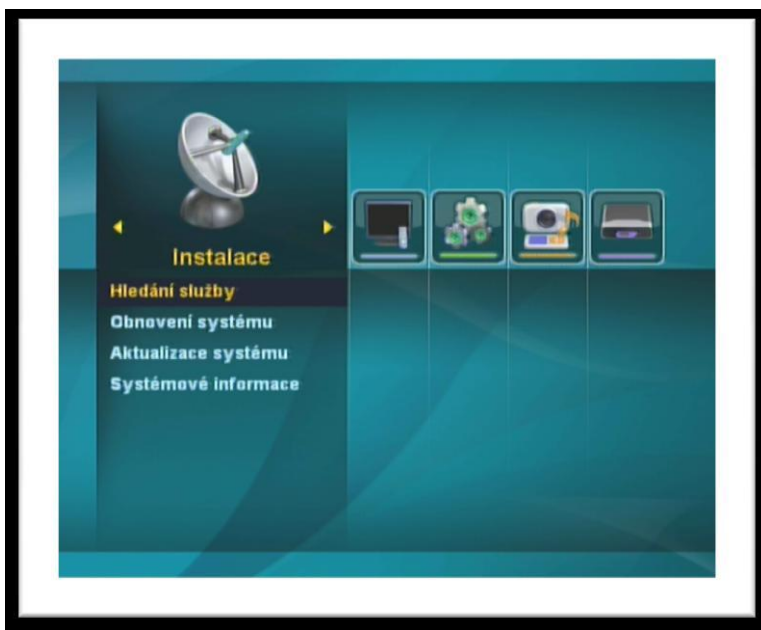 Instalace
Hledání služby
Obnovení systému
Aktualizace systému
Systémové informace